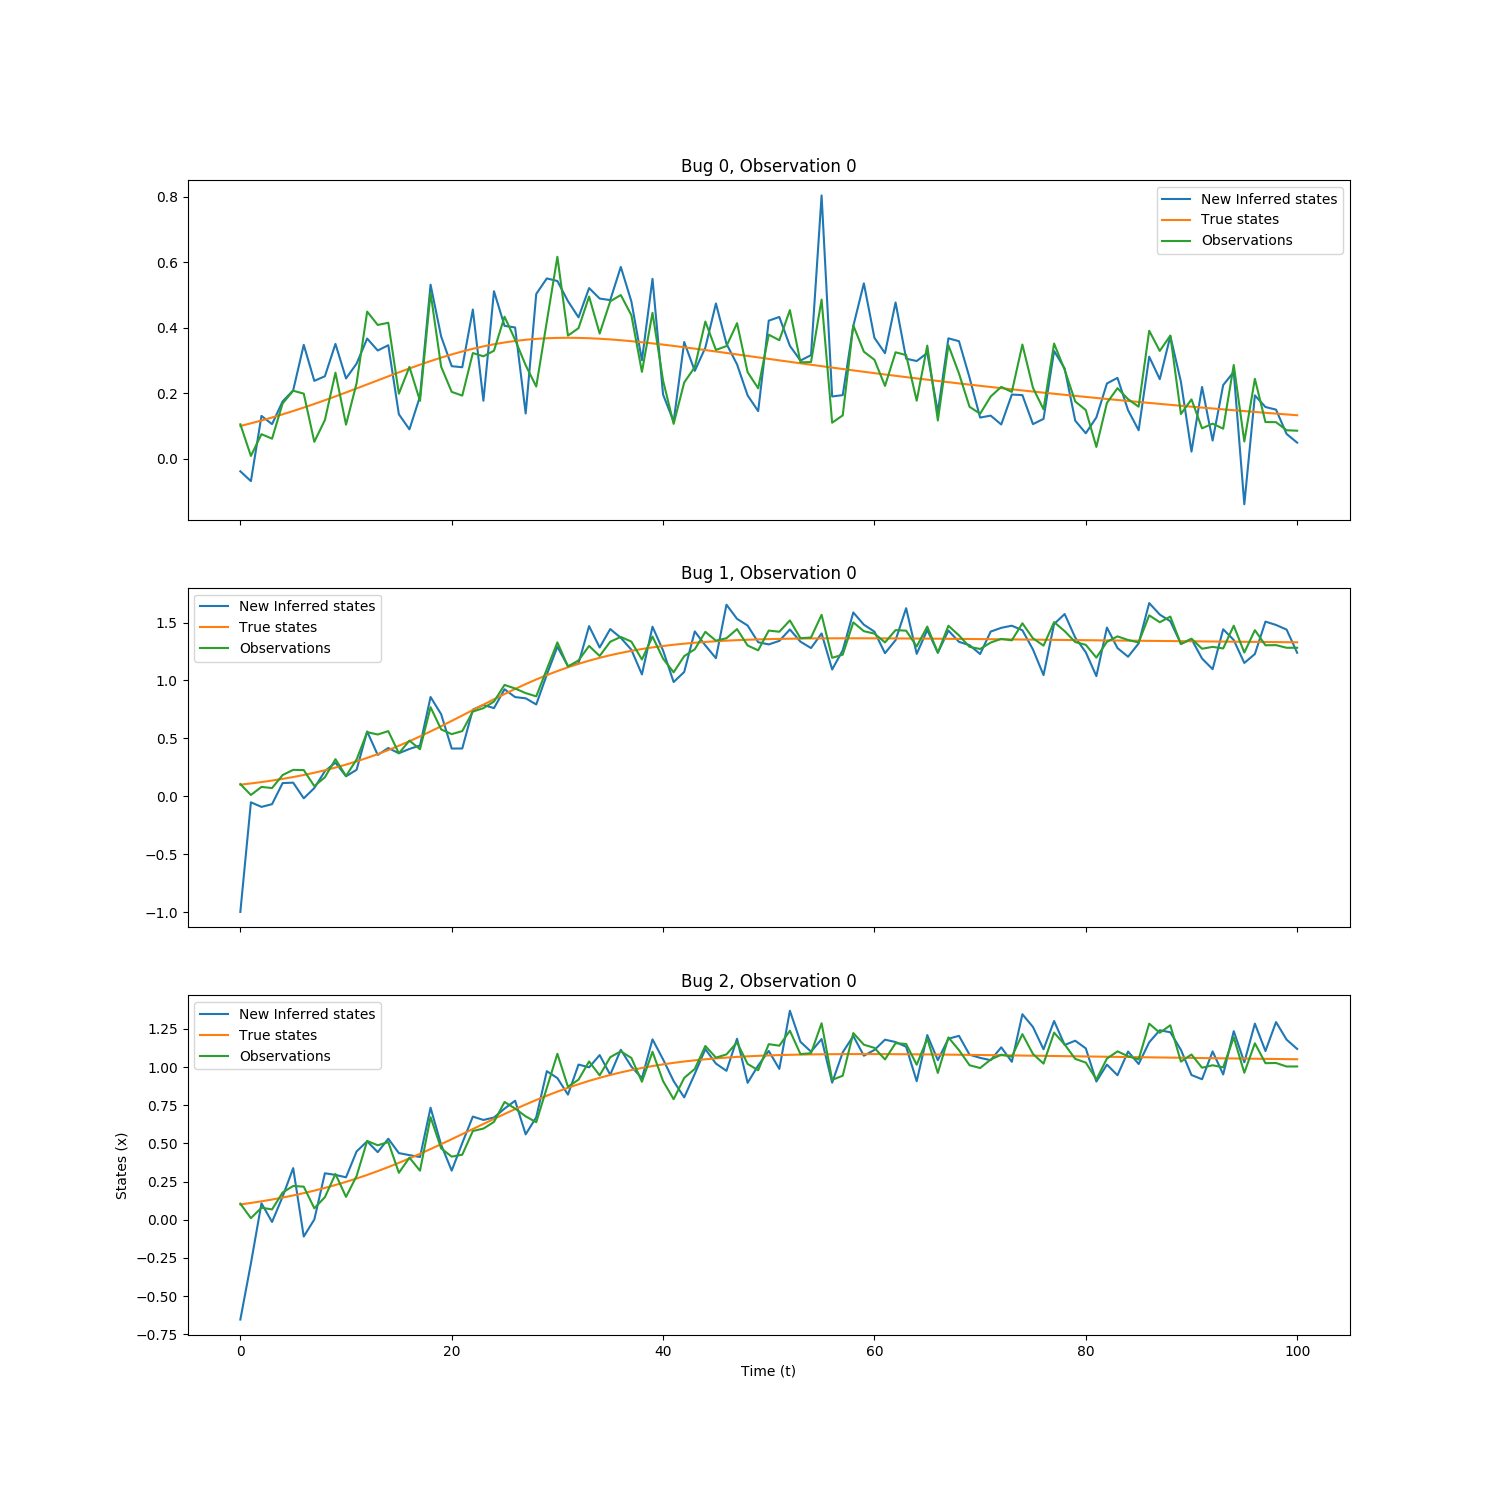 Bug 0, Observation 0
0.8
0.6
0.4
0.2
0.0
New Inferred states
True states
Observations
Bug 1, Observation 0
1.5
1.0
0.5
0.0
−0.5
−1.0
New Inferred states
True states
Observations
Bug 2, Observation 0
1.25
1.00
0.75
0.50
0.25
0.00
−0.25
−0.50
−0.75
New Inferred states
True states
Observations
States (x)
0 20 40 60 80 100
Time (t)